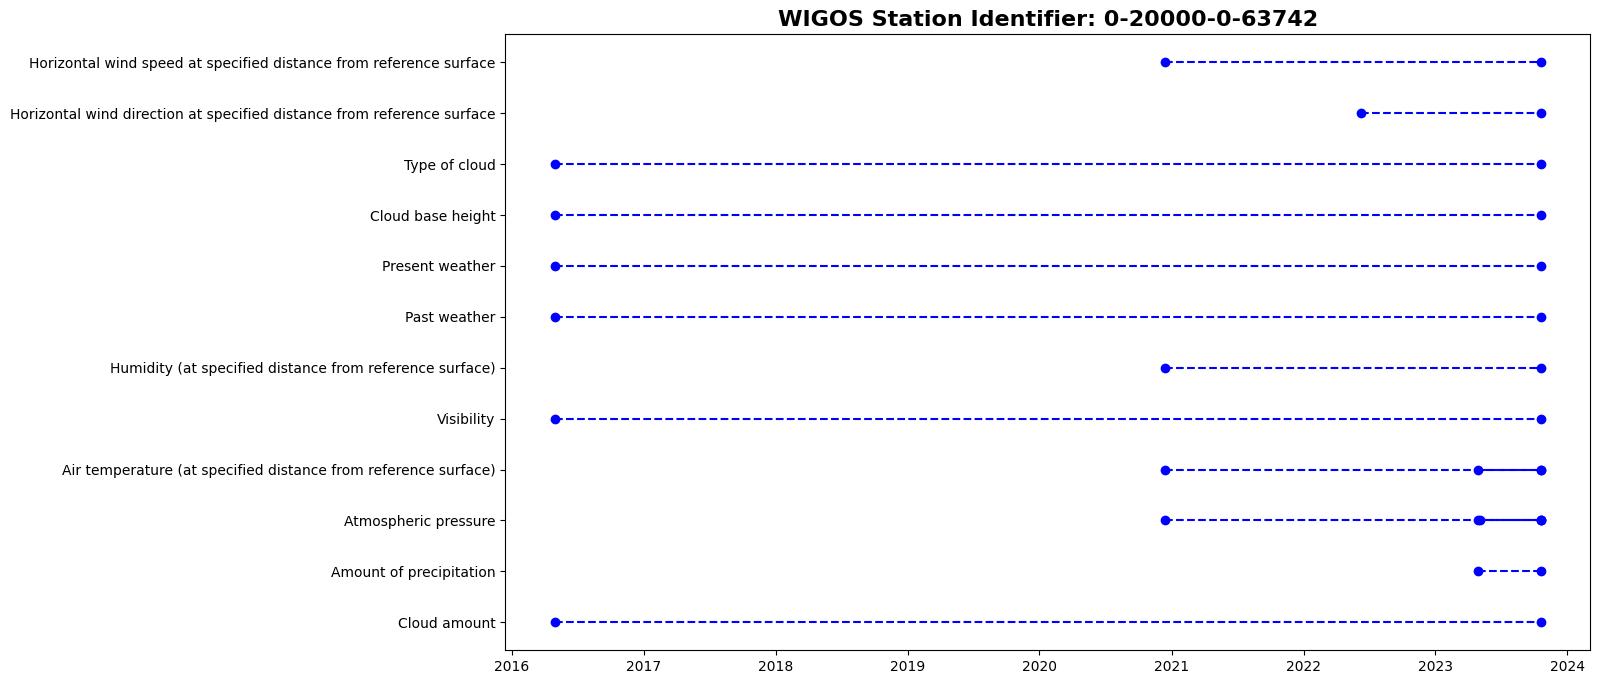 WIGOS Station Identifier: 0-20000-0-63742
Horizontal wind speed at specified distance from reference surface
Horizontal wind direction at specified distance from reference surface
Type of cloud
Cloud base height
Present weather
Past weather
Humidity (at specified distance from reference surface)
Visibility
Air temperature (at specified distance from reference surface)
Atmospheric pressure
Amount of precipitation
Cloud amount
2016 2017 2018 2019 2020 2021 2022 2023 2024